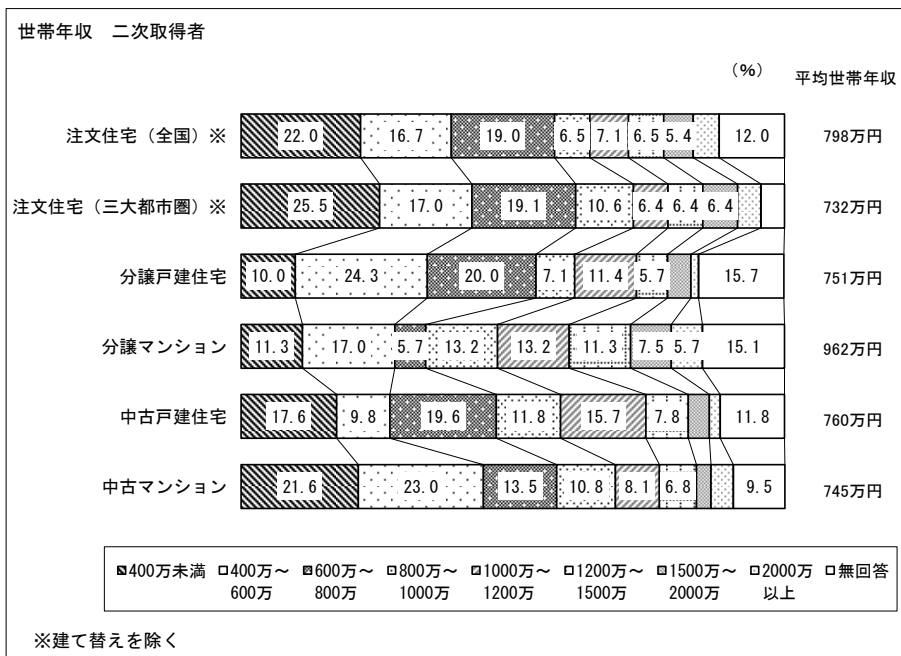 世帯年収　二次取得者
（%）
平均世帯年収
注文住宅（全国）※ 22.0 16.7 19.0 6.5 7.1 6.5 5.4 12.0 798万円
注文住宅（三大都市圏）※ 25.5 17.0 19.1 10.6 6.4 6.4 6.4 732万円
分譲戸建住宅 10.0 24.3 20.0 7.1 11.4 5.7 15.7 751万円
分譲マンション 11.3 17.0 5.7 13.2 13.2 11.3 7.5 5.7 15.1 962万円
中古戸建住宅 17.6 9.8 19.6 11.8 15.7 7.8 11.8 760万円
中古マンション 21.6 23.0 13.5 10.8 8.1 6.8 9.5 745万円
400万未満 400万～ 600万～ 800万～ 1000万～ 1200万～ 1500万～ 2000万 無回答
600万 800万 1000万 1200万 1500万 2000万 以上
※建て替えを除く